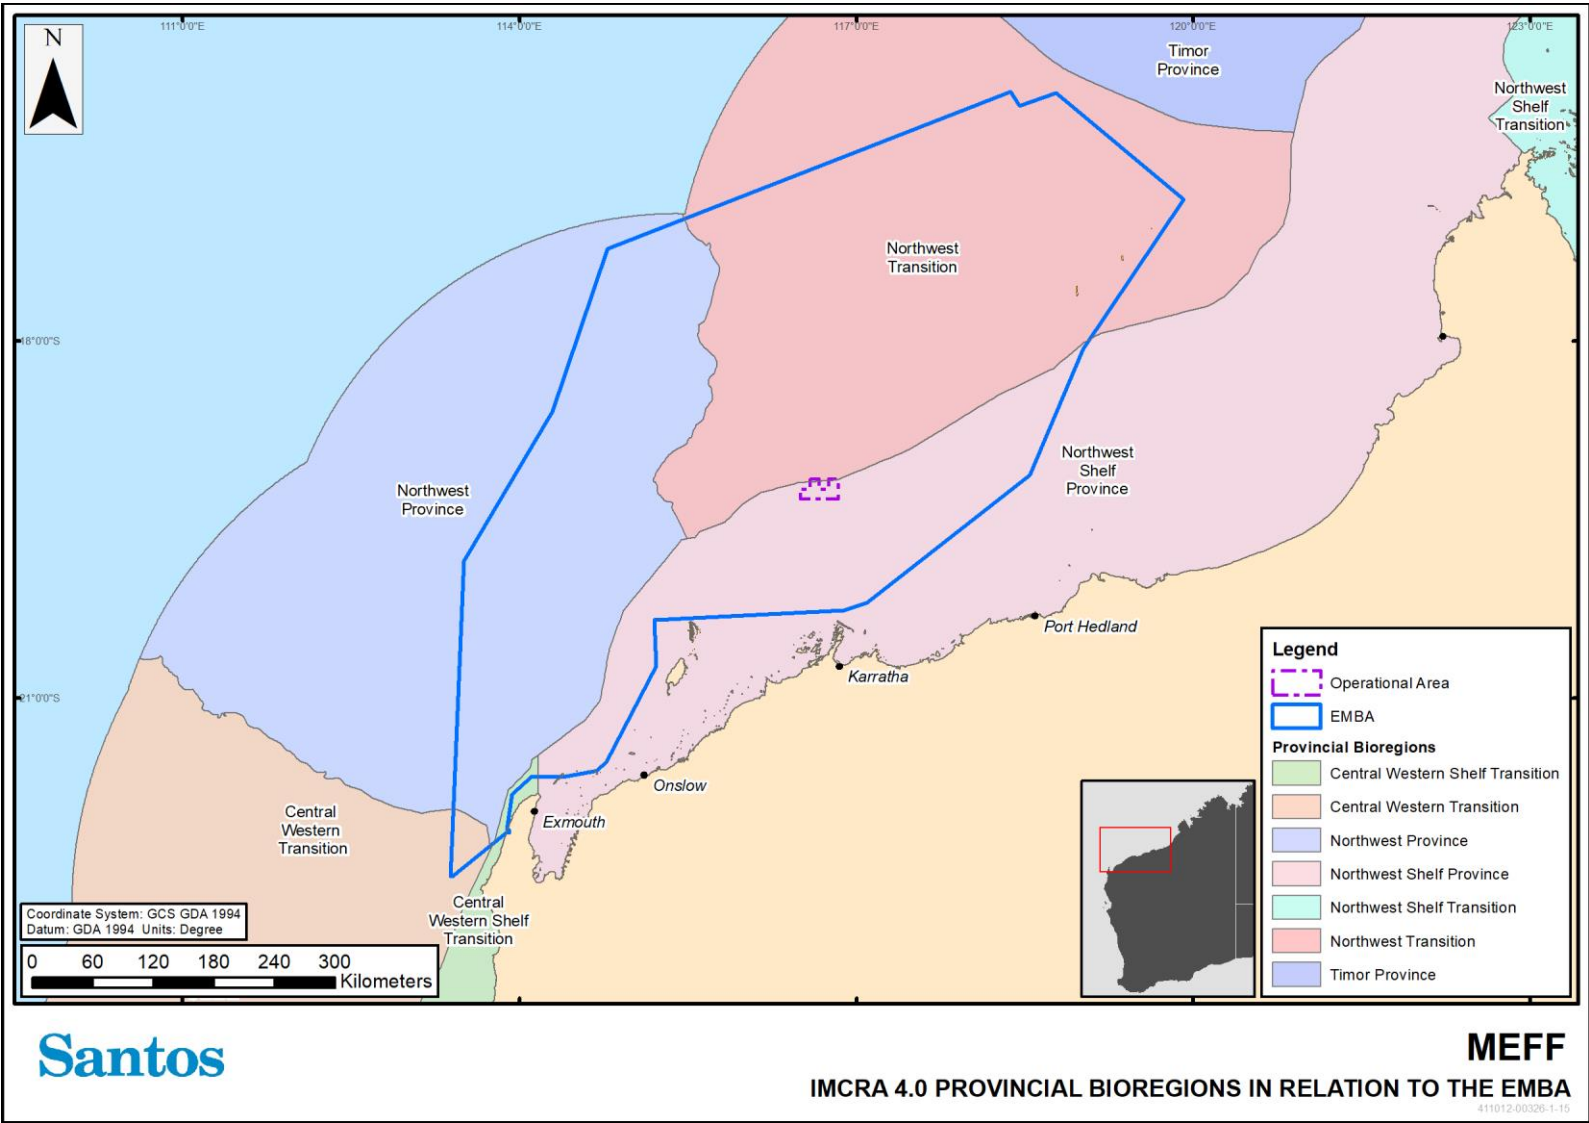 111°0'0"E
114°0'0"E
117°0'0"E
120°0'0"E
123°0'0"E
N
Timor
Province
Northwest
Shelf
Transition
Northwest
Transition
18°0'0"S
Northwest
Shelf
Province
Northwest
Province
Port Hedland
Karratha
21°0'0"S
Onslow
Exmouth
Central
Western
Transition
Central
Western Shelf
Transition
Legend
Operational Area
EMBA
Provincial Bioregions
Central Western Shelf Transition
Central Western Transition
Northwest Province
Northwest Shelf Province
Northwest Shelf Transition
Northwest Transition
Timor Province
Coordinate System: GCS GDA 1994
Datum: GDA 1994 Units: Degree
0 60 120 180 240 300
Kilometers
Santos
MEFF
IMCRA 4.0 PROVINCIAL BIOREGIONS IN RELATION TO THE EMBA
411012-00326-1-15